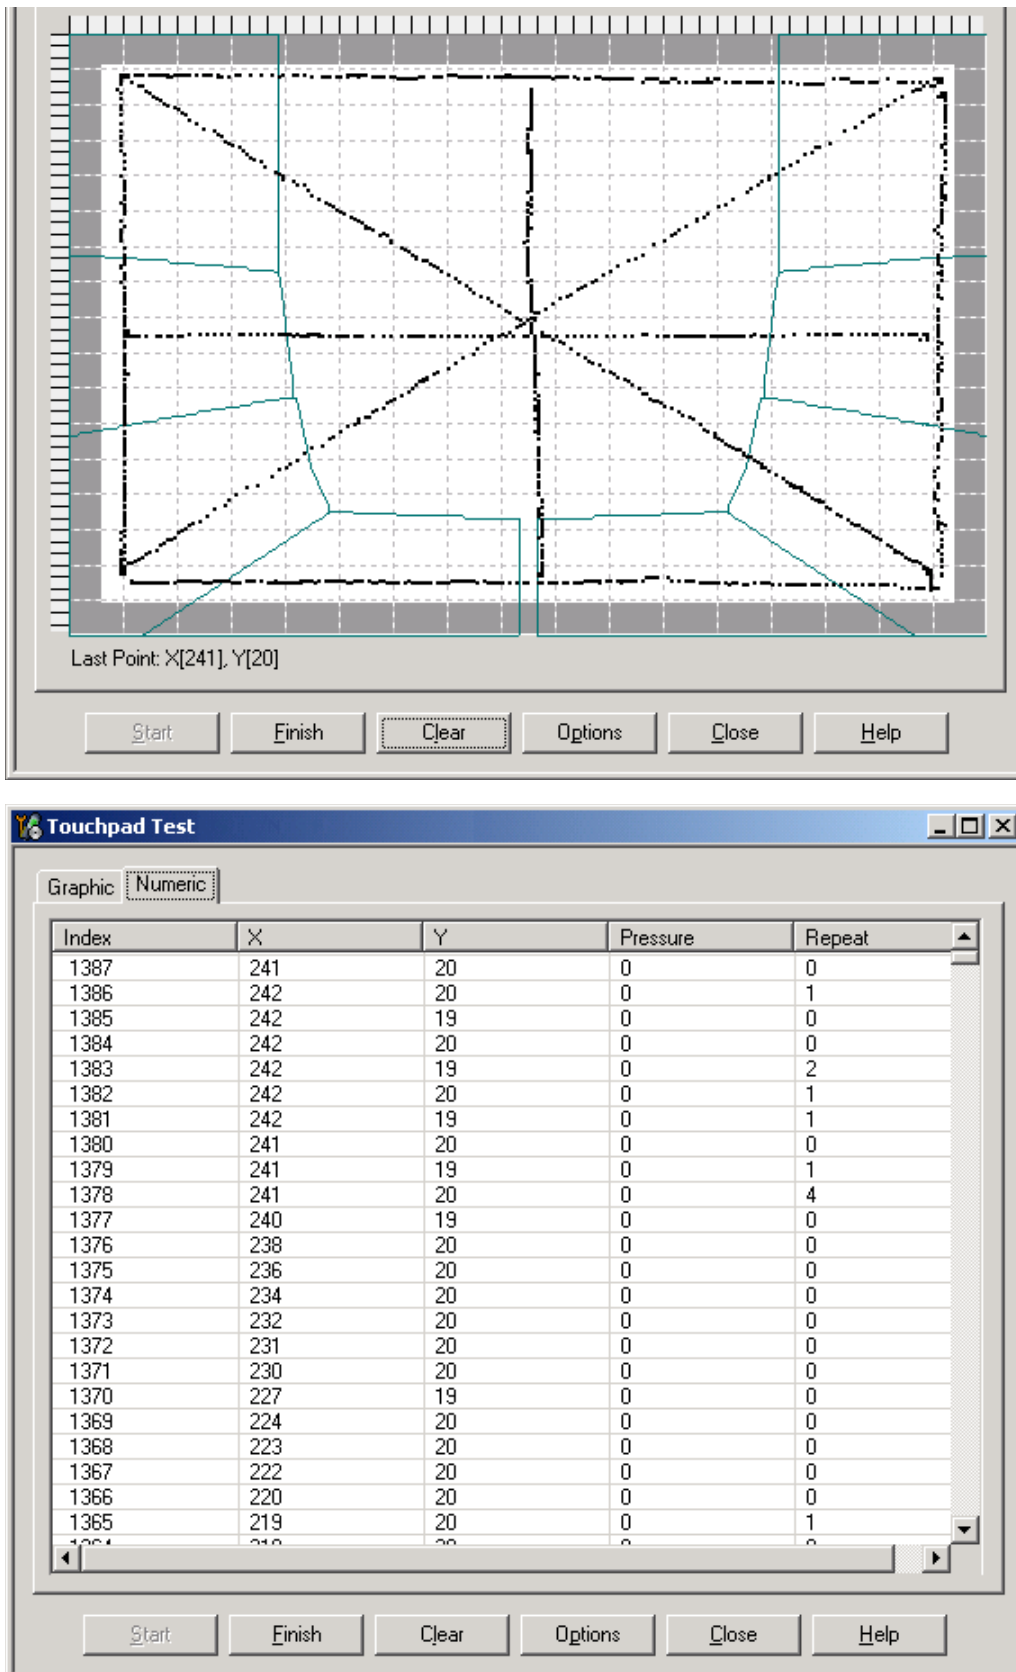 Last Point: X[241], Y[20]
Start Finish Clear Options Close Help
Touchpad Test
Graphic Numeric
Index X Y Pressure Repeat
1387 241 20 0 0
1386 242 20 0 1
1385 242 19 0 0
1384 242 20 0 0
1383 242 19 0 2
1382 242 20 0 1
1381 242 19 0 1
1380 241 20 0 0
1379 241 19 0 1
1378 241 20 0 4
1377 240 19 0 0
1376 238 20 0 0
1375 236 20 0 0
1374 234 20 0 0
1373 232 20 0 0
1372 231 20 0 0
1371 230 20 0 0
1370 227 19 0 0
1369 224 20 0 0
1368 223 20 0 0
1367 222 20 0 0
1366 220 20 0 0
1365 219 20 0 1
Start Finish Clear Options Close Help